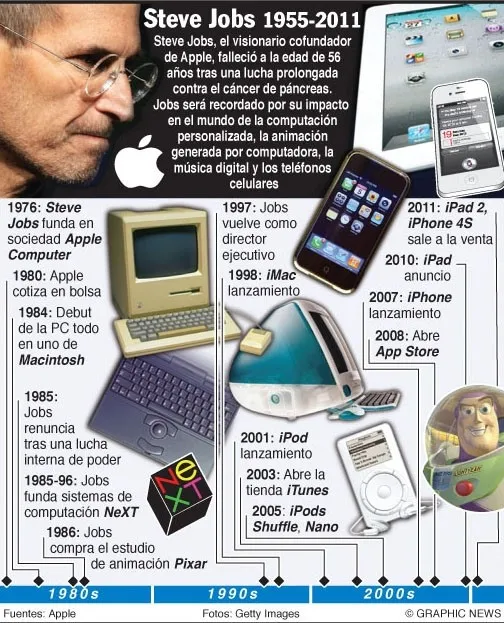 Steve Jobs 1955-2011
Steve Jobs, el visionario cofundador
de Apple, falleció a la edad de 56
años tras una lucha prolongada
contra el cáncer de páncreas.
Jobs será recordado por su impacto
en el mundo de la computación
personalizada, la animación
generada por computadora, la
música digital y los teléfonos
celulares
1976: Steve
Jobs funda en
sociedad Apple
Computer
1980: Apple
cotiza en bolsa
1984: Debut
de la PC todo
en uno de
Macintosh
1985:
Jobs
renuncia
tras una lucha
interna de poder
1985-96: Jobs
funda sistemas de
computación NeXT
1986: Jobs
compra el estudio
de animación Pixar
NeXT
1997: Jobs
vuelve como
director
ejecutivo
1998: iMac
lanzamiento
2001: iPod
lanzamiento
2003: Abre la
tienda iTunes
2005: iPods
Shuffle, Nano
2011: iPad 2,
iPhone 4S
sale a la venta
2010: iPad
anuncio
2007: iPhone
lanzamiento
2008: Abre
App Store
19
1980s
1990s
2000s
Fuentes: Apple
Fotos: Getty Images
© GRAPHIC NEWS